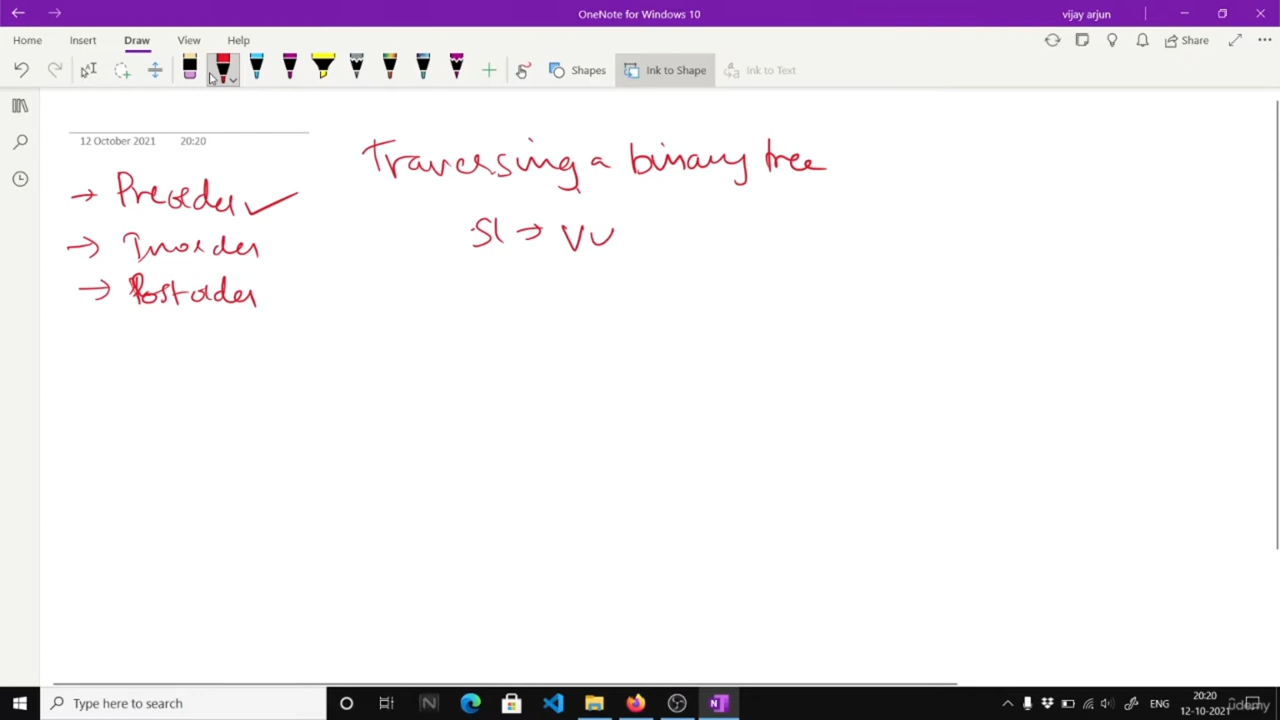 OneNote for Windows 10
vijay arjun
Home Insert Draw View Help
Share
Shapes Ink to Shape Ink to Text
12 October 2021 20:20
Traversing a binary tree
→ Preorder ✓
→ Inorder
→ Postorder
Type here to search
N
N
ENG
20:20
12-10-2021
Udemy